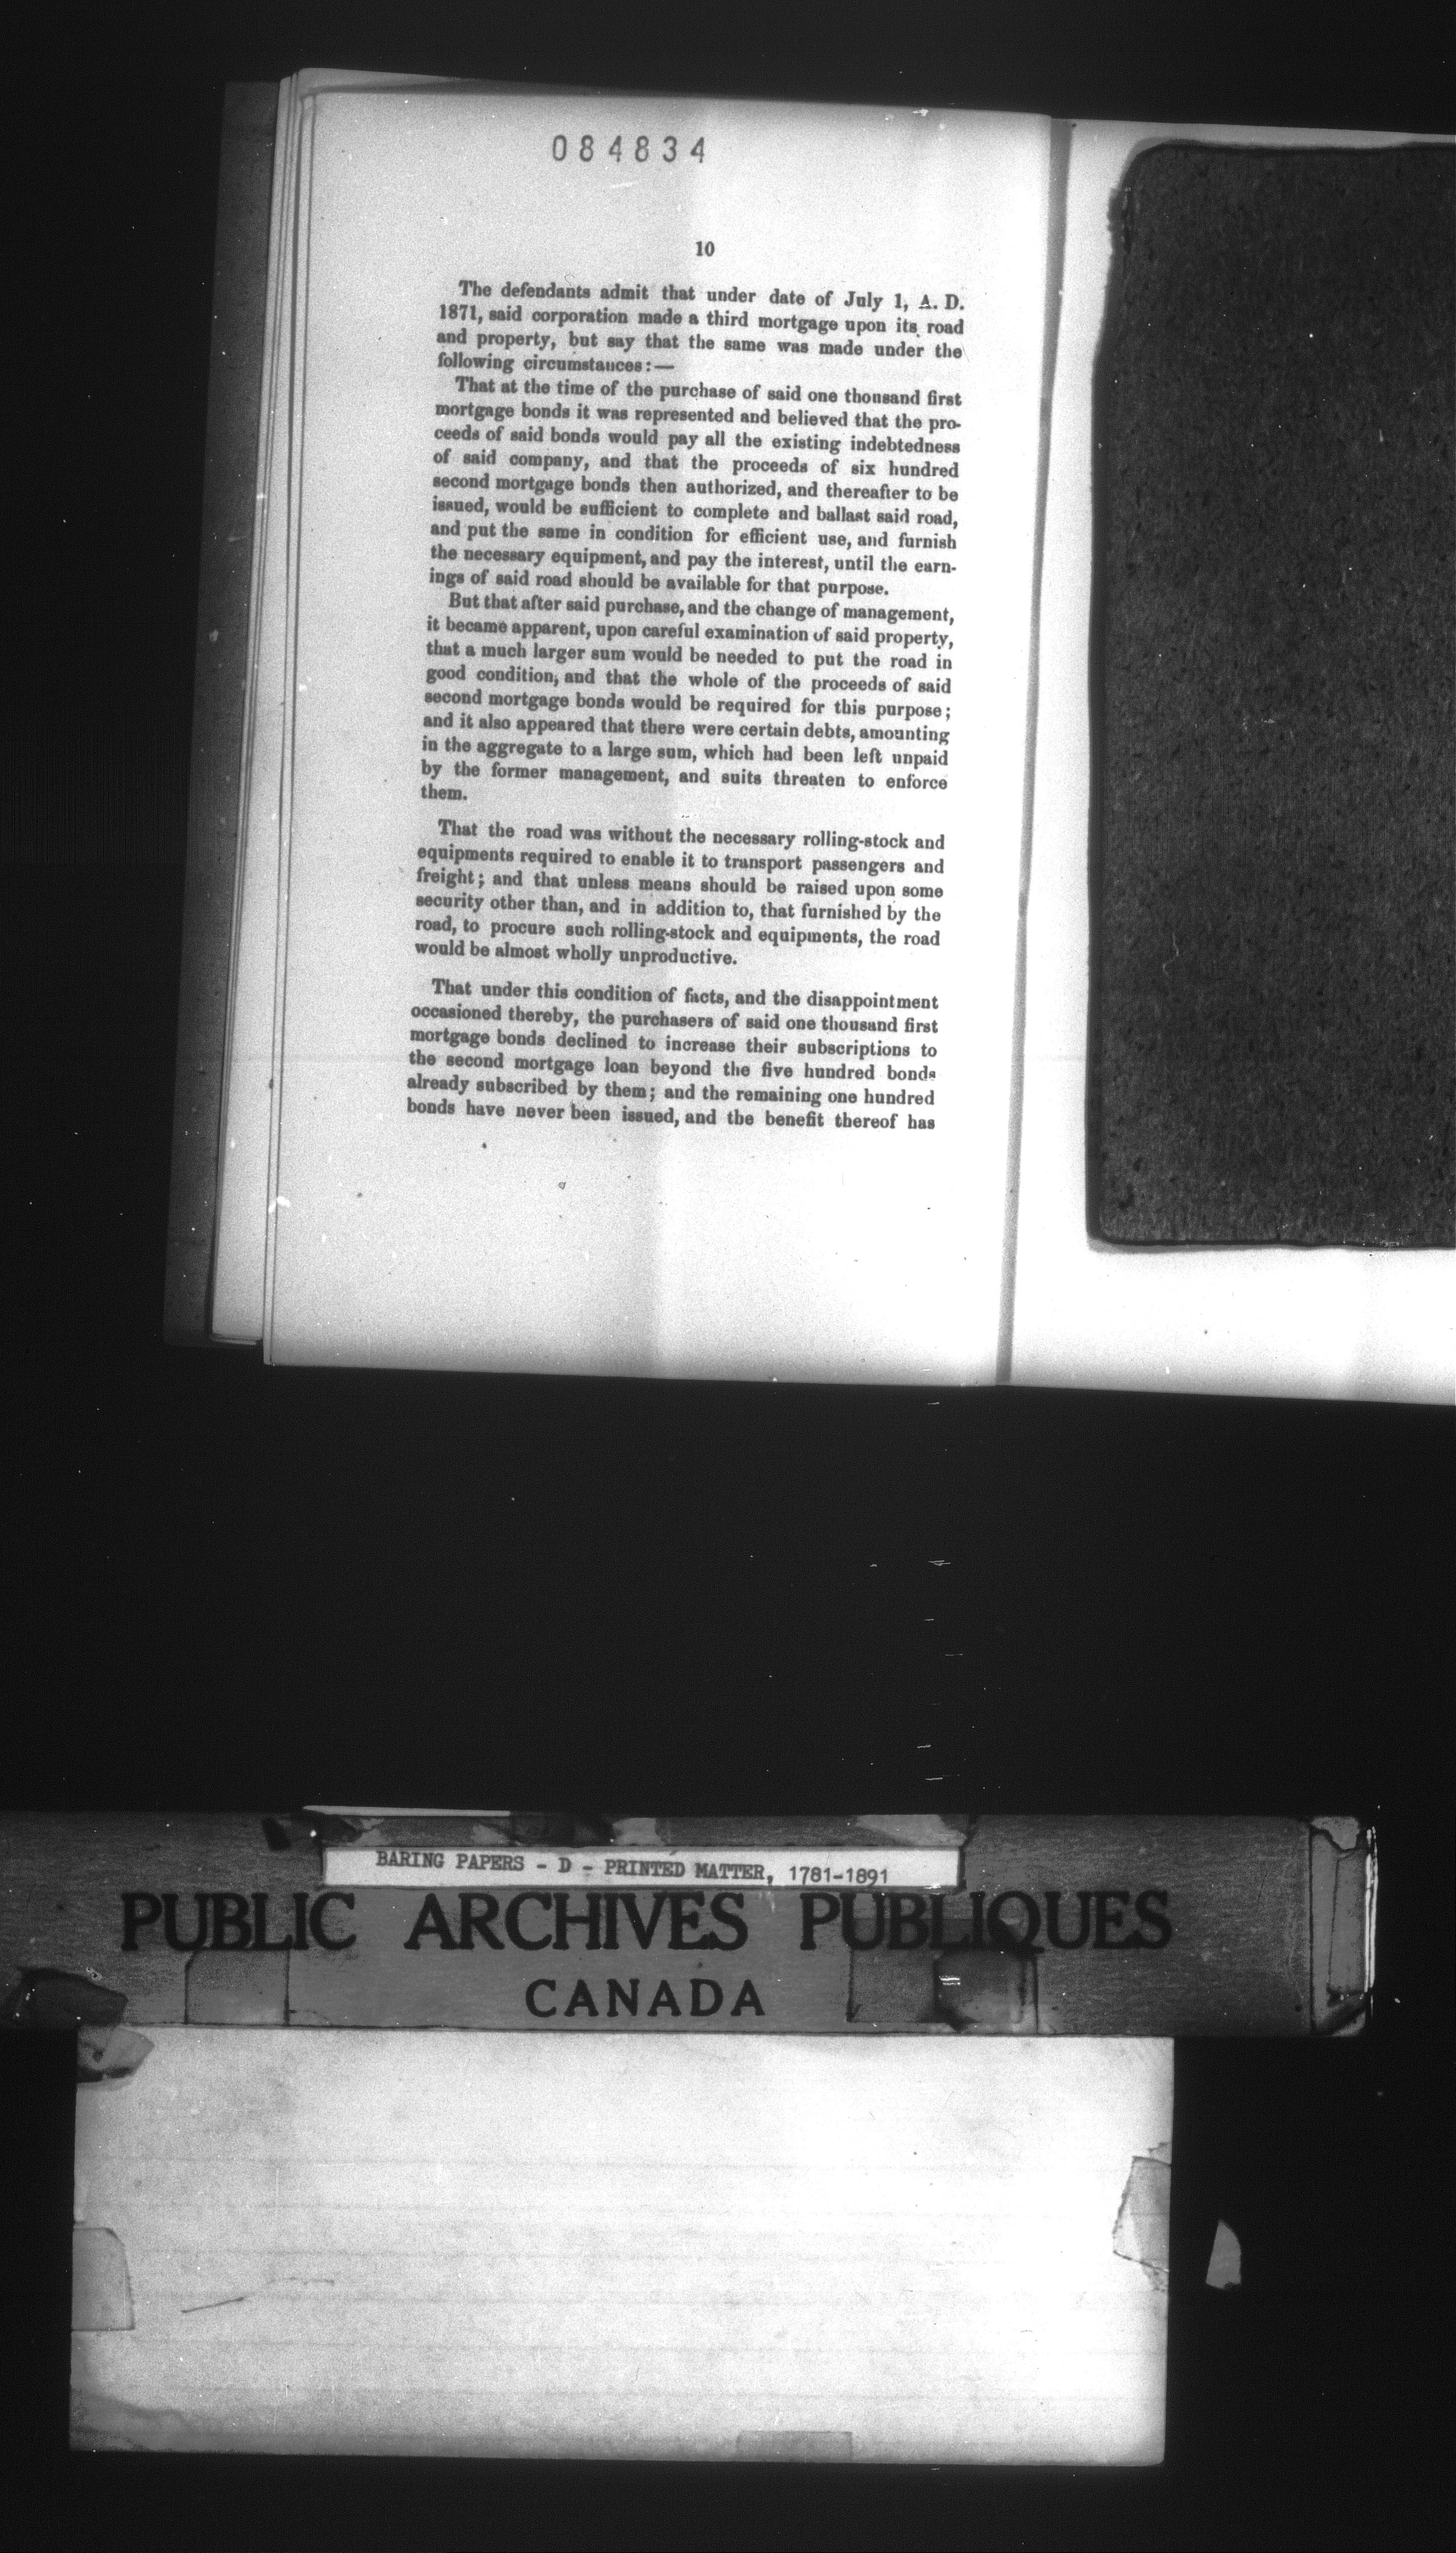 084834
10
The defendants admit that under date of July 1, A. D.
1871, said corporation made a third mortgage upon its road
and property, but say that the same was made under the
following circumstances:—
That at the time of the purchase of said one thousand first
mortgage bonds it was represented and believed that the pro-
ceeds of said bonds would pay all the existing indebtedness
of said company, and that the proceeds of six hundred
second mortgage bonds then authorized, and thereafter to be
issued, would be sufficient to complete and ballast said road,
and put the same in condition for efficient use, and furnish
the necessary equipment, and pay the interest, until the earn-
ings of said road should be available for that purpose.
But that after said purchase, and the change of management,
it became apparent, upon careful examination of said property,
that a much larger sum would be needed to put the road in
good condition, and that the whole of the proceeds of said
second mortgage bonds would be required for this purpose;
and it also appeared that there were certain debts, amounting
in the aggregate to a large sum, which had been left unpaid
by the former management, and suits threaten to enforce
them.
That the road was without the necessary rolling-stock and
equipments required to enable it to transport passengers and
freight; and that unless means should be raised upon some
security other than, and in addition to, that furnished by the
road, to procure such rolling-stock and equipments, the road
would be almost wholly unproductive.
That under this condition of facts, and the disappointment
occasioned thereby, the purchasers of said one thousand first
mortgage bonds declined to increase their subscriptions to
the second mortgage loan beyond the five hundred bonds
already subscribed by them; and the remaining one hundred
bonds have never been issued, and the benefit thereof has
BARING PAPERS - D - PRINTED MATTER, 1781-1891
PUBLIC ARCHIVES PUBLIQUES
CANADA